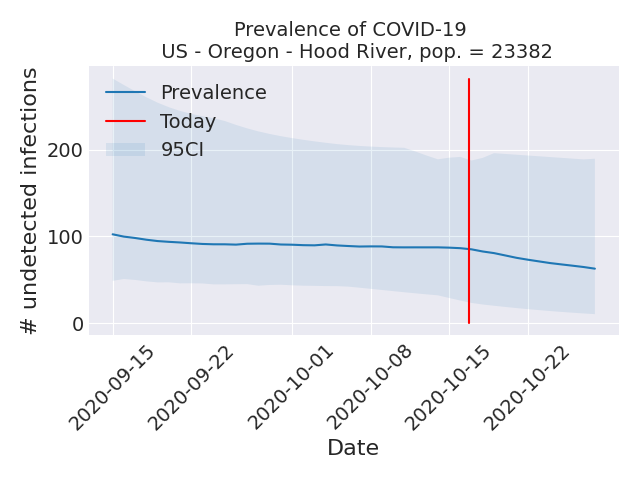 Prevalence of COVID-19
US - Oregon - Hood River, pop. = 23382
# undetected infections
200
100
0
Prevalence
Today
95CI
2020-09-15
2020-09-22
2020-10-01
2020-10-08
2020-10-15
2020-10-22
Date